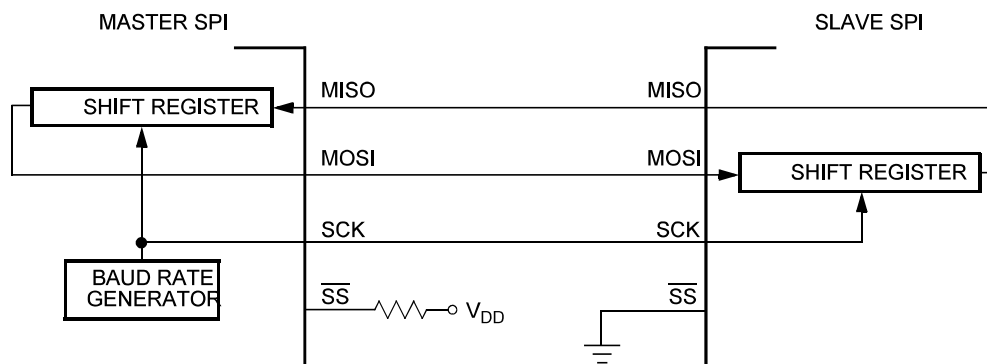 MASTER SPI
SLAVE SPI
SHIFT REGISTER
MISO
MISO
MOSI
MOSI
SHIFT REGISTER
SCK
SCK
BAUD RATE
GENERATOR
SS
VDD
SS